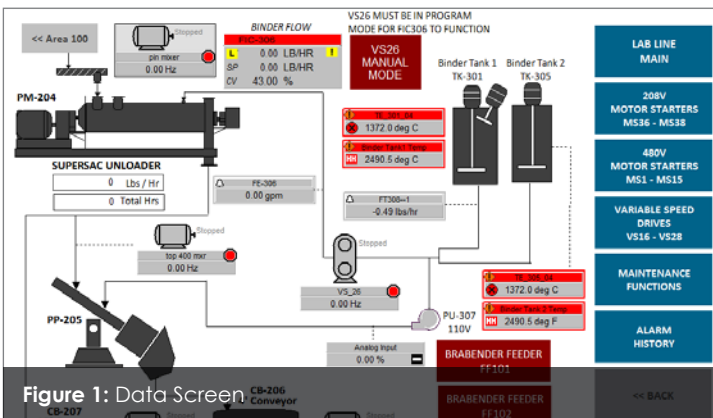 VS26 MUST BE IN PROGRAM
MODE FOR FIC306 TO FUNCTION
<< Area 100
Stopped
pin mixer
0.00 Hz
BINDER FLOW
FIC-306
L 0.00 LB/HR !
SP 0.00 LB/HR
CV 43.00 %
VS26
MANUAL
MODE
Binder Tank 1
TK-301
Binder Tank 2
TK-305
LAB LINE
MAIN
208V
MOTOR STARTERS
MS36 - MS38
480V
MOTOR STARTERS
MS1 - MS15
VARIABLE SPEED
DRIVES
VS16 - VS28
MAINTENANCE
FUNCTIONS
ALARM
HISTORY
<< BACK
PM-204
TE_301_04
1372.0 deg C
Binder Tank1 Temp
HH 2490.5 deg C
SUPERSAC UNLOADER
0 Lbs / Hr
0 Total Hrs
FE-306
0.00 gpm
FT308--1
-0.49 lbs/hr
Stopped
top 400 mxr
0.00 Hz
Stopped
VS_26
0.00 Hz
TE_305_04
1372.0 deg C
Binder Tank 2 Temp
HH 2490.5 deg F
PP-205
PU-307
110V
Analog Input
0.00 %
BRABENDER FEEDER
FF101
BRABENDER FEEDER
FF102
Figure 1: Data Screen
CB-206
Conveyor
CB-207
Stopped
Stopped